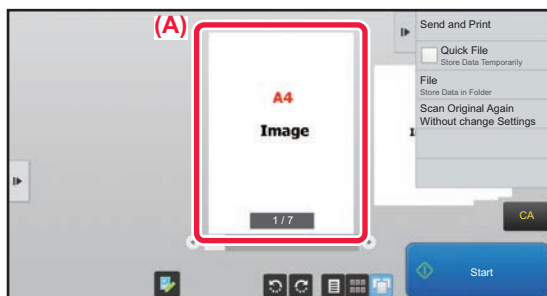 (A)
A4
Image
1 / 7
I
Send and Print
Quick File
Store Data Temporarily
File
Store Data in Folder
Scan Original Again
Without change Settings
CA
Start